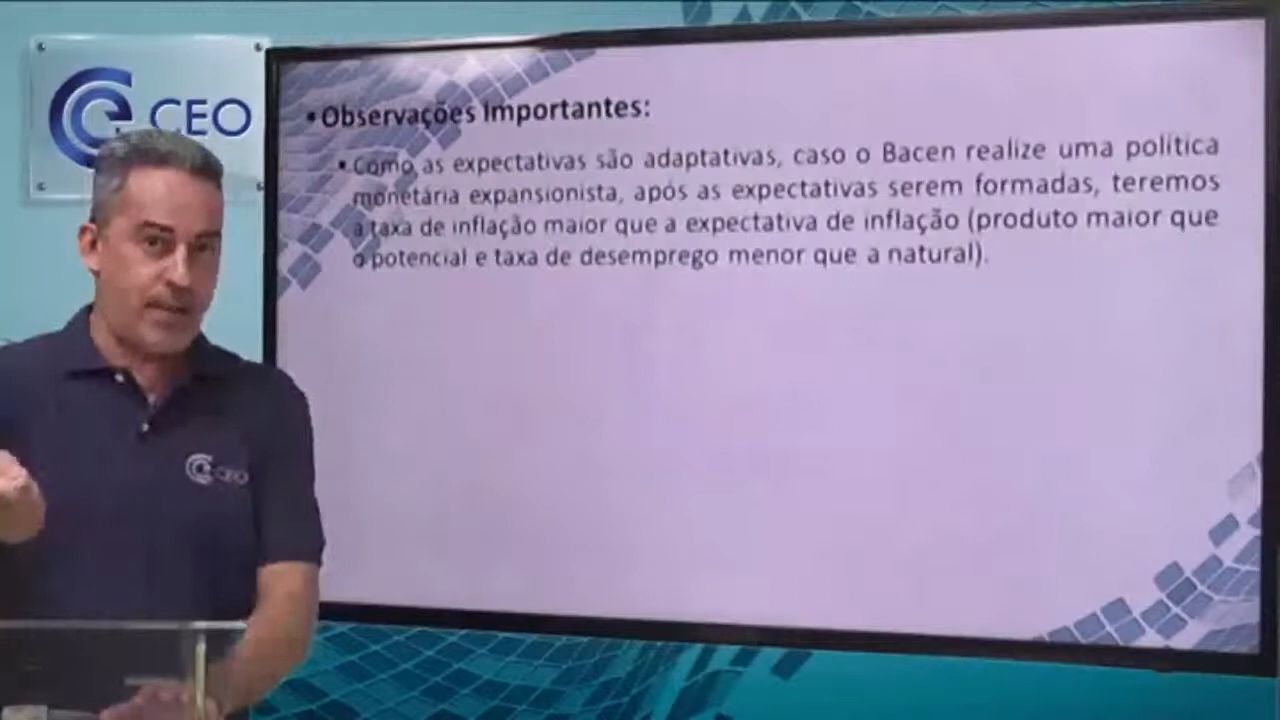 CEO
• Observações Importantes:
• Como as expectativas são adaptativas, caso o Bacen realize uma política
monetária expansionista, após as expectativas serem formadas, teremos
a taxa de inflação maior que a expectativa de inflação (produto maior que
o potencial e taxa de desemprego menor que a natural).
CEO